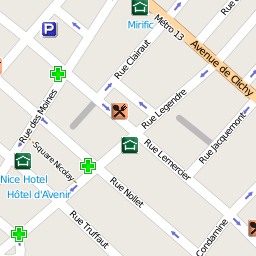 P
Mirific
Métro 13
Avenue de Clichy
Rue Clairaut
Rue des Moines
Rue Legendre
Rue Jacquemont
Square Nicolay
Rue Lemercier
Nice Hotel
Hôtel d'Avenir
Rue Nollet
Rue Truffaut
Condamine